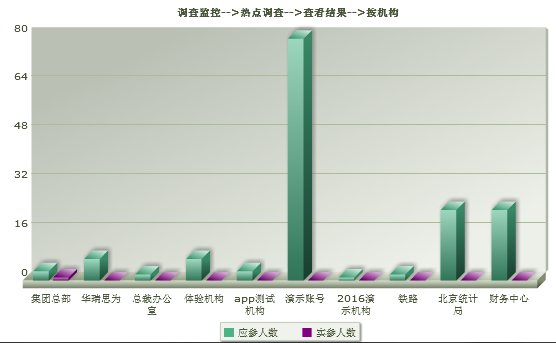 调查监控-->热点调查-->查看结果-->按机构
80
64
48
32
16
0
集团总部
华瑞思为
总裁办公
室
体验机构
app测试
机构
演示账号
2016演
示机构
铁路
北京统计
局
财务中心
应参人数
实参人数